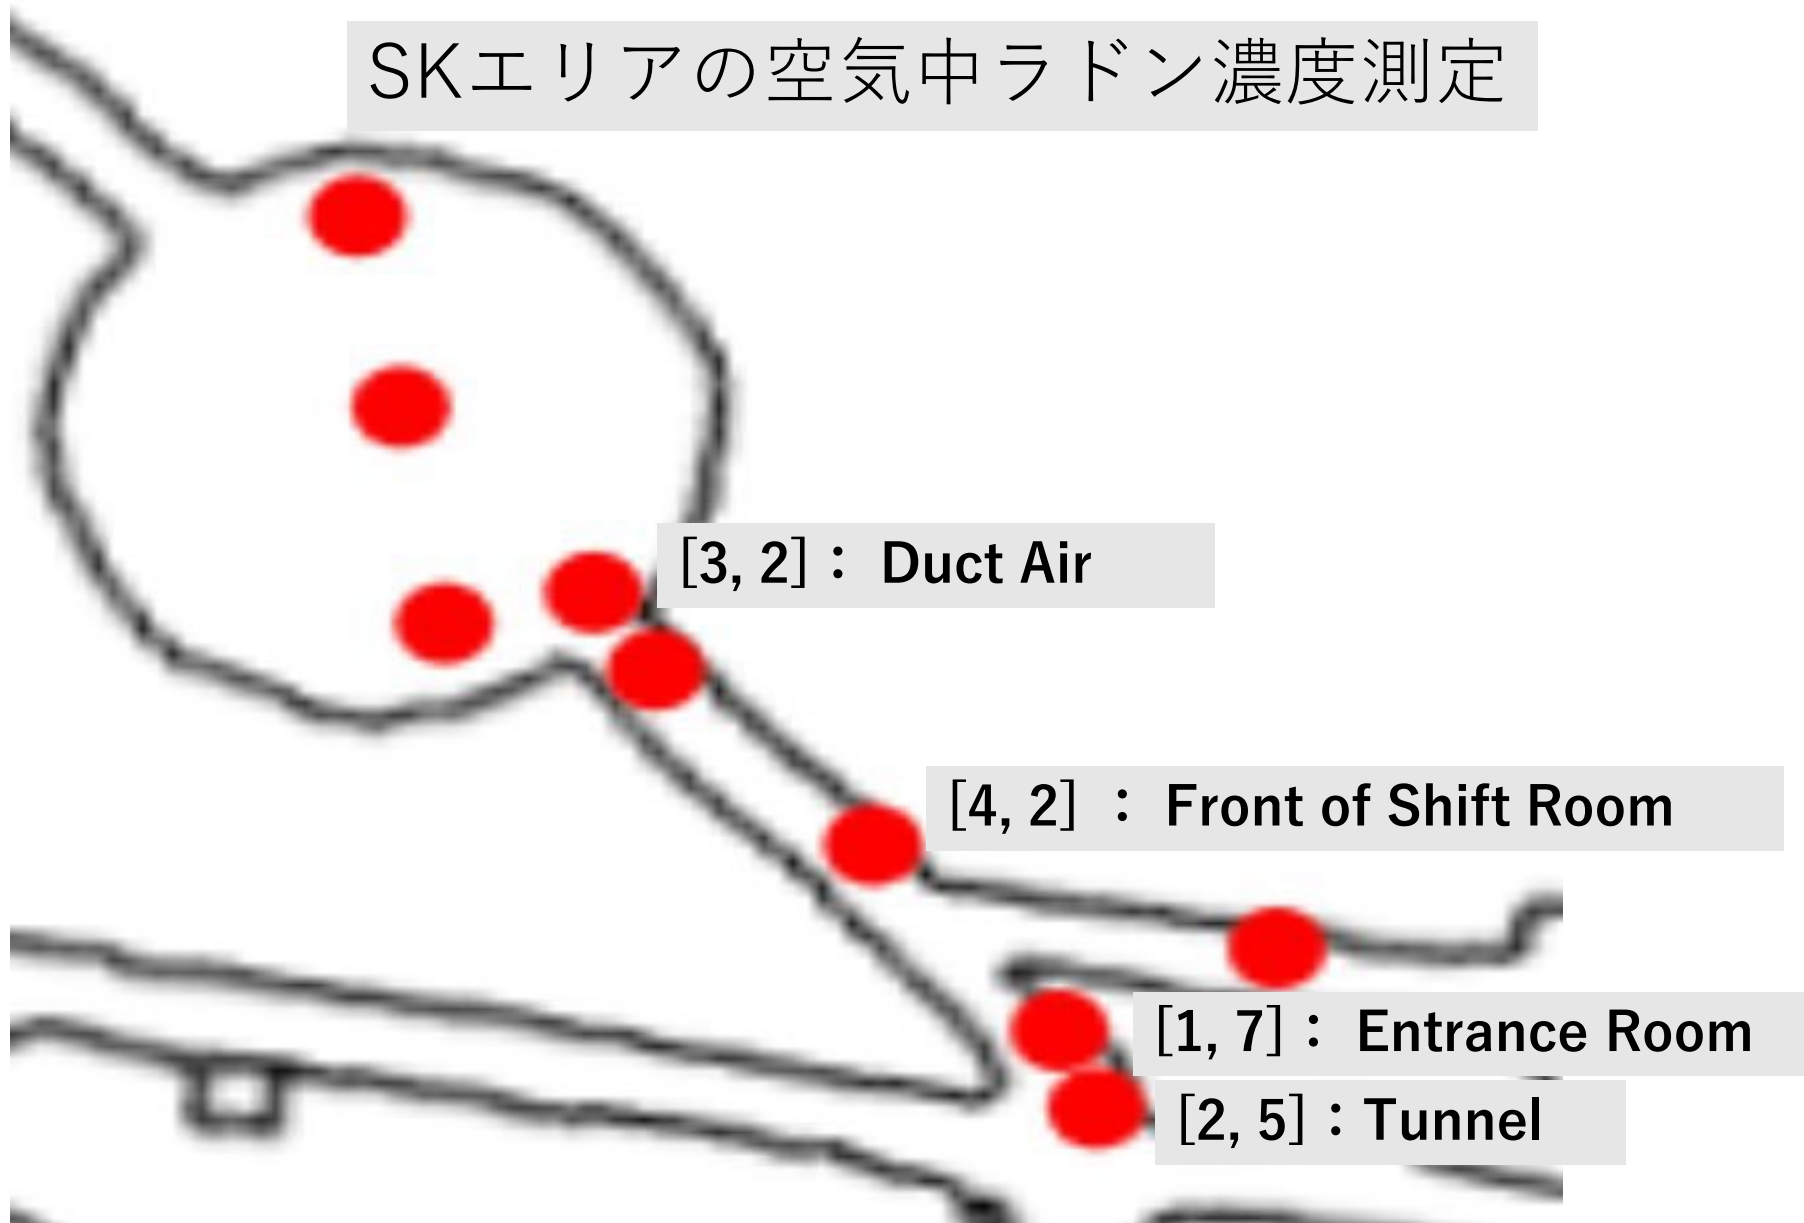 SKエリアの空気中ラドン濃度測定
[3, 2]： Duct Air
[4, 2] ： Front of Shift Room
[1, 7]： Entrance Room
[2, 5]：Tunnel